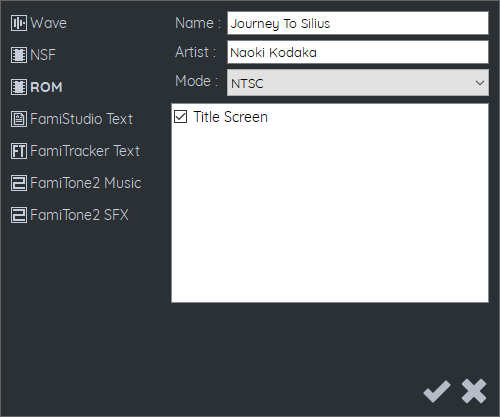 Wave
NSF
ROM
FamiStudio Text
FT FamiTracker Text
FamiTone2 Music
FamiTone2 SFX
Name : Journey To Silius
Artist : Naoki Kodaka
Mode : NTSC
Title Screen